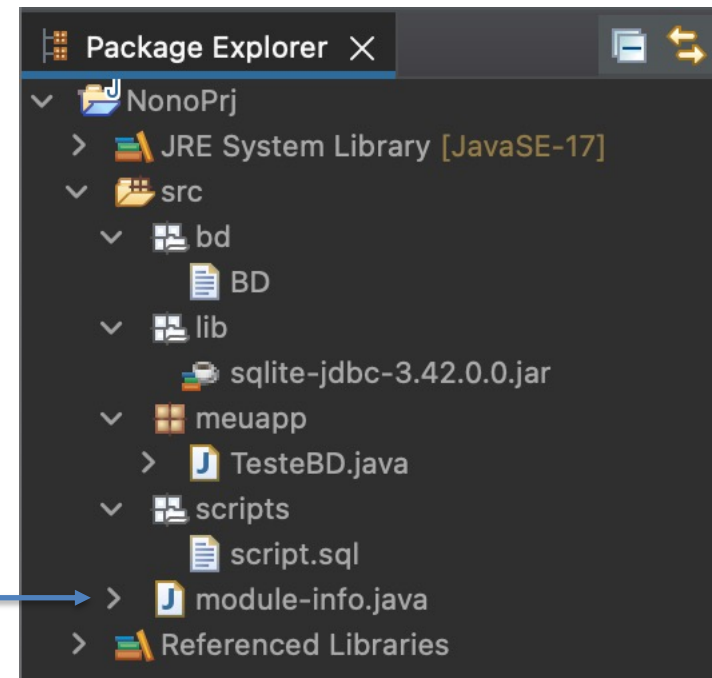 Package Explorer
NonoPrj
JRE System Library [JavaSE-17]
src
bd
BD
lib
sqlite-jdbc-3.42.0.0.jar
meuapp
TesteBD.java
scripts
script.sql
module-info.java
Referenced Libraries